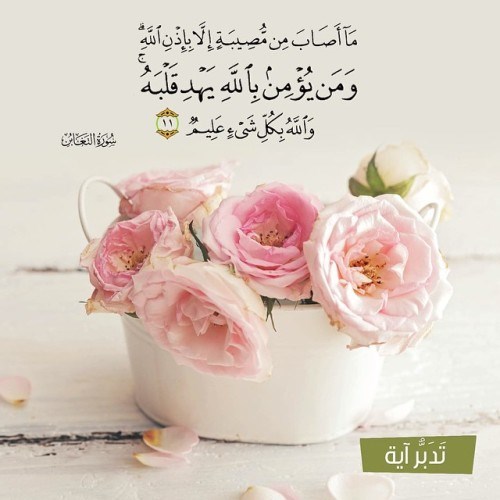 مَآ أَصَابَ مِن مُّصِيبَةٍ إِلَّا بِإِذْنِ ٱللَّهِۗ
وَمَن يُؤْمِنۢ بِٱللَّهِ يَهْدِ قَلْبَهُۥۚ
وَٱللَّهُ بِكُلِّ شَىْءٍ عَلِيمٌ ١١
سُورَةُ التَّغَابُن
تَدَبُّر آية